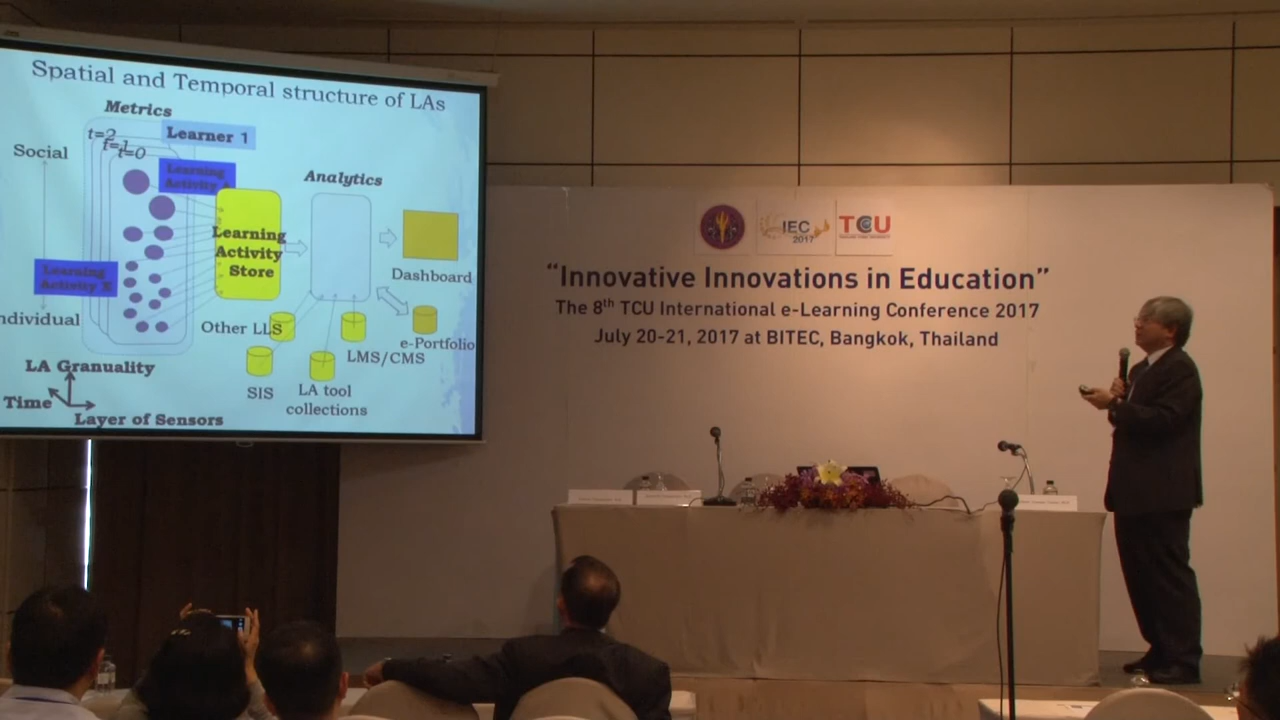 Spatial and Temporal structure of LAs
Metrics
t=2
t=1
t=0
Learner 1
Social
Learning
Activity
Analytics
Learning
Activity
Store
Learning
Activity X
ndividual
Dashboard
Other LLS
e-Portfolio
LMS/CMS
SIS
LA tool
collections
LA Granuality
Time
Layer of Sensors
IEC
2017
TCU
“Innovative Innovations in Education”
The 8th TCU International e-Learning Conference 2017
July 20-21, 2017 at BITEC, Bangkok, Thailand